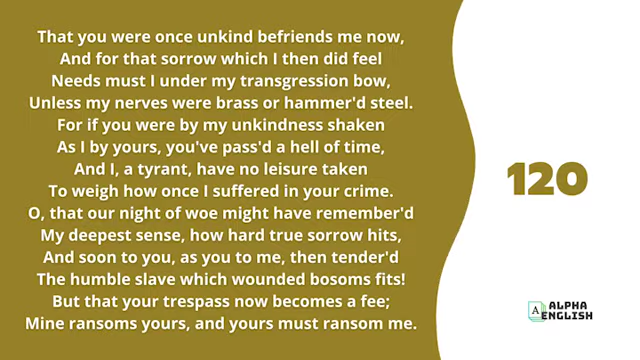 That you were once unkind befriends me now,
And for that sorrow which I then did feel
Needs must I under my transgression bow,
Unless my nerves were brass or hammer'd steel.
For if you were by my unkindness shaken
As I by yours, you've pass'd a hell of time,
And I, a tyrant, have no leisure taken
To weigh how once I suffered in your crime.
O, that our night of woe might have remember'd
My deepest sense, how hard true sorrow hits,
And soon to you, as you to me, then tender'd
The humble slave which wounded bosoms fits!
But that your trespass now becomes a fee;
Mine ransoms yours, and yours must ransom me.
120
A
ALPHA
ENGLISH